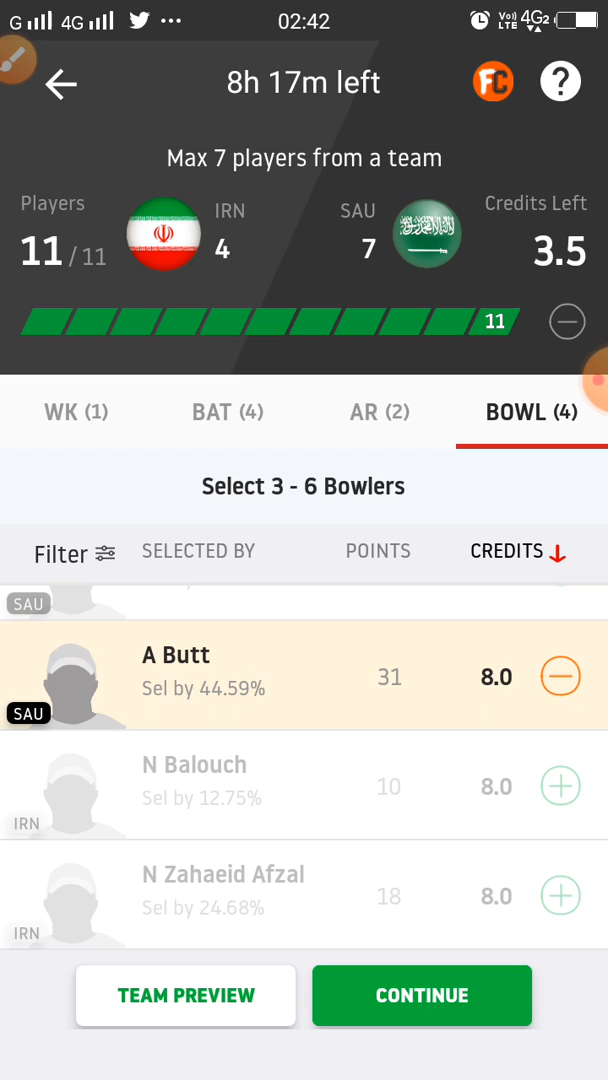 G 4G ... 02:42 Vo)) LTE 4G2
8h 17m left FC ?
Max 7 players from a team
Players IRN SAU Credits Left
11 / 11 4 7 3.5
11
WK (1) BAT (4) AR (2) BOWL (4)
Select 3 - 6 Bowlers
Filter SELECTED BY POINTS CREDITS
SAU
A Butt
Sel by 44.59% 31 8.0
SAU
N Balouch
Sel by 12.75% 10 8.0
IRN
N Zahaeid Afzal
Sel by 24.68% 18 8.0
IRN
TEAM PREVIEW CONTINUE